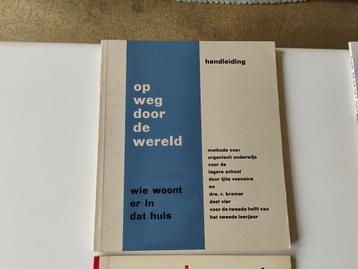 handleiding
op
weg
door
de
wereld
methode voor
organisch onderwijs
voor de
lagere school
door tjite veenstra
en
drs. r. kramer
deel vier
voor de tweede helft van
het tweede leerjaar
wie woont
er in
dat huis